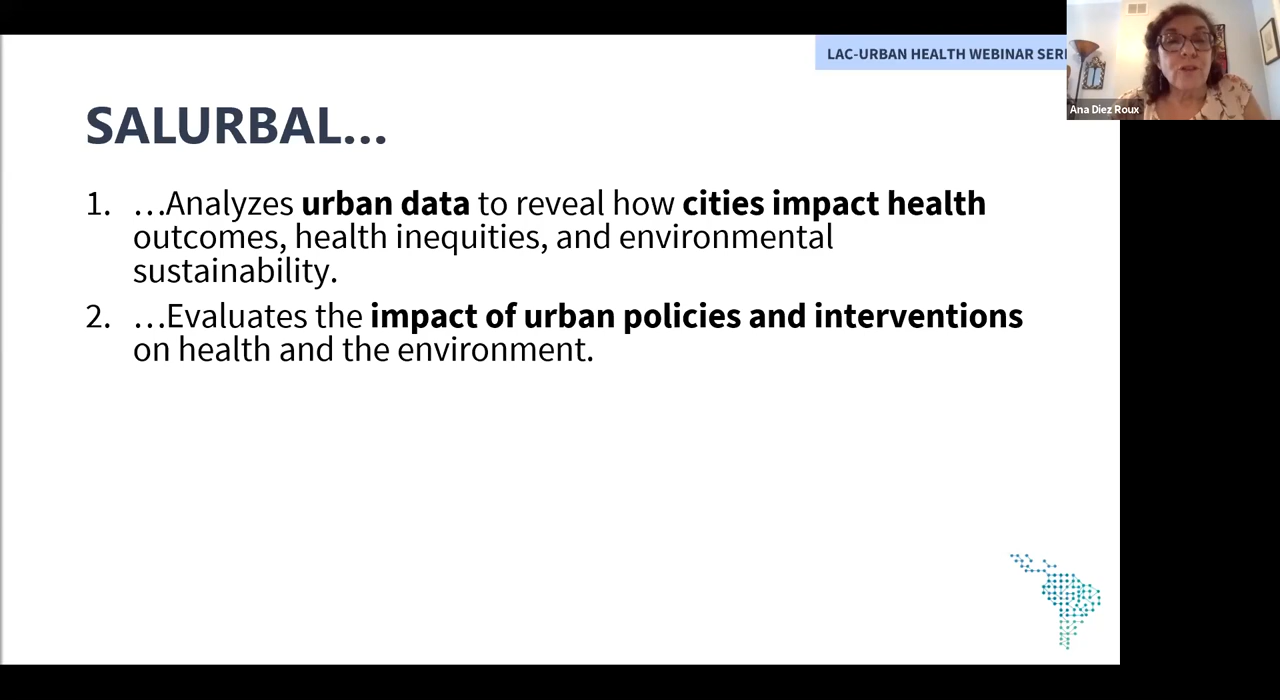 LAC-URBAN HEALTH WEBINAR SERI
Ana Diez Roux
SALURBAL...
1. ...Analyzes urban data to reveal how cities impact health
outcomes, health inequities, and environmental
sustainability.
2. ...Evaluates the impact of urban policies and interventions
on health and the environment.